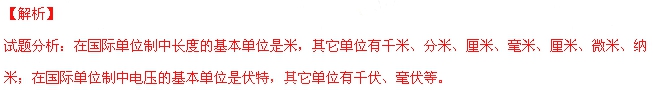 【解析】
试题分析：在国际单位制中长度的基本单位是米，其它单位有千米、分米、厘米、毫米、厘米、微米、纳
米；在国际单位制中电压的基本单位是伏特，其它单位有千伏、毫伏等。